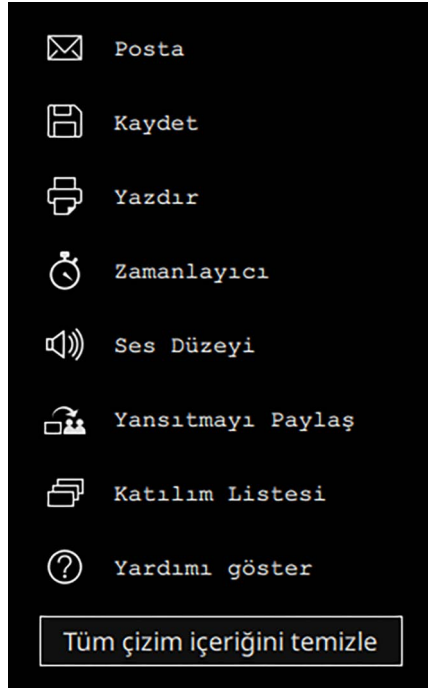 Posta
Kaydet
Yazdır
Zamanlayıcı
Ses Düzeyi
Yansıtmayı Paylaş
Katılım Listesi
Yardımı göster
Tüm çizim içeriğini temizle